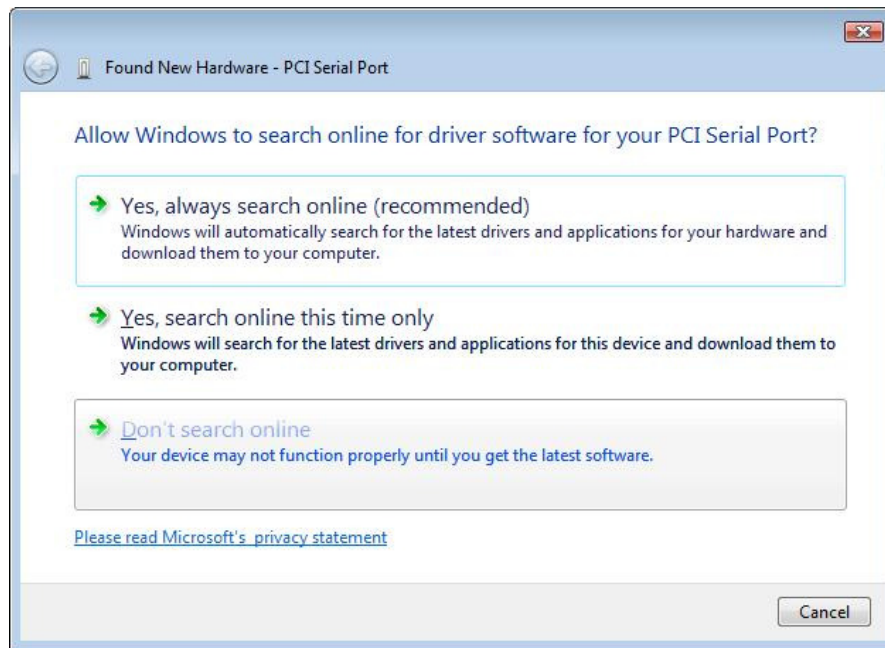 Found New Hardware - PCI Serial Port
Allow Windows to search online for driver software for your PCI Serial Port?
Yes, always search online (recommended)
Windows will automatically search for the latest drivers and applications for your hardware and
download them to your computer.
Yes, search online this time only
Windows will search for the latest drivers and applications for this device and download them to
your computer.
Don't search online
Your device may not function properly until you get the latest software.
Please read Microsoft's privacy statement
Cancel